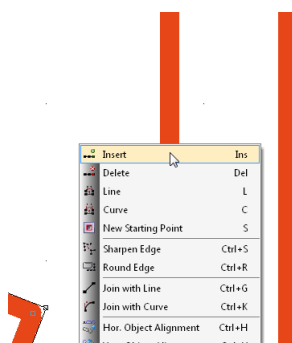 Insert Ins
Delete Del
Line L
Curve C
New Starting Point S
Sharpen Edge Ctrl+S
Round Edge Ctrl+R
Join with Line Ctrl+G
Join with Curve Ctrl+K
Hor. Object Alignment Ctrl+H